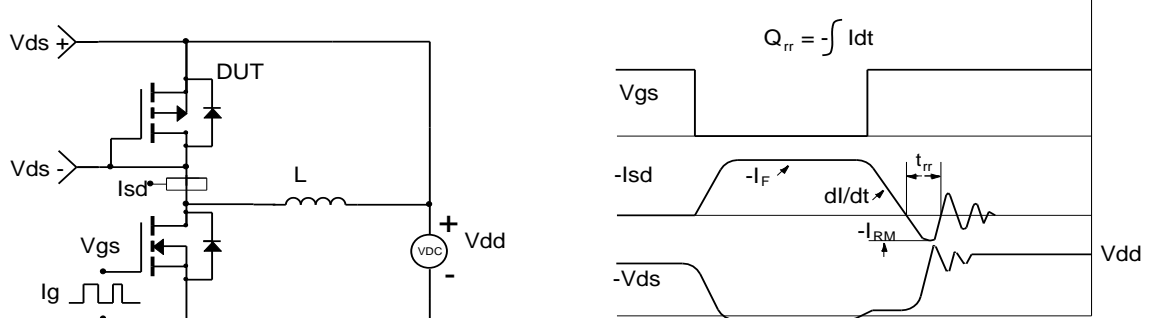 Vds +
DUT
Vds -
Isd
L
Vgs
Ig
VDC
+
-
Vdd
Qrr = -∫ Idt
Vgs
-Isd
-IF
dI/dt
trr
-IRM
-Vds
Vdd